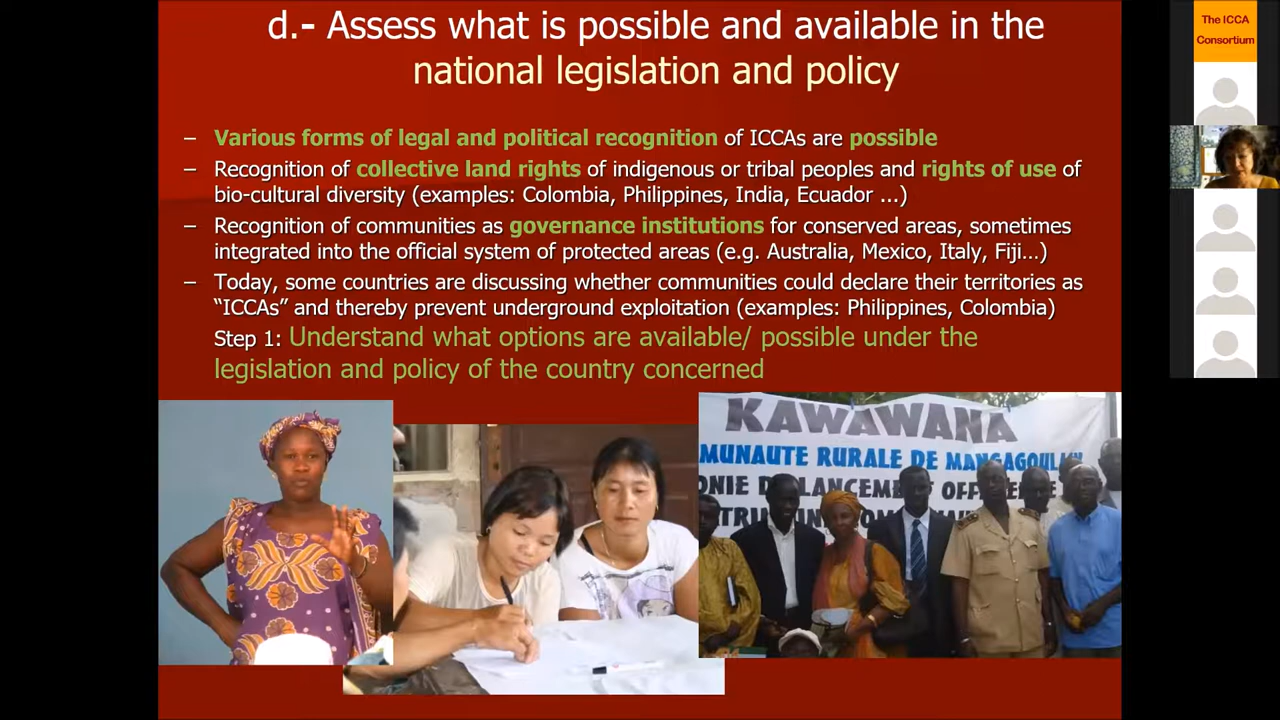 d.- Assess what is possible and available in the
national legislation and policy
– Various forms of legal and political recognition of ICCAs are possible
– Recognition of collective land rights of indigenous or tribal peoples and rights of use of
bio-cultural diversity (examples: Colombia, Philippines, India, Ecuador ...)
– Recognition of communities as governance institutions for conserved areas, sometimes
integrated into the official system of protected areas (e.g. Australia, Mexico, Italy, Fiji…)
– Today, some countries are discussing whether communities could declare their territories as
“ICCAs” and thereby prevent underground exploitation (examples: Philippines, Colombia)
Step 1: Understand what options are available/ possible under the
legislation and policy of the country concerned
KAWAWANA
MUNAUTE RURALE DE MANGAGOUL
ONIE D LANCEMENT OFF
The ICCA
Consortium